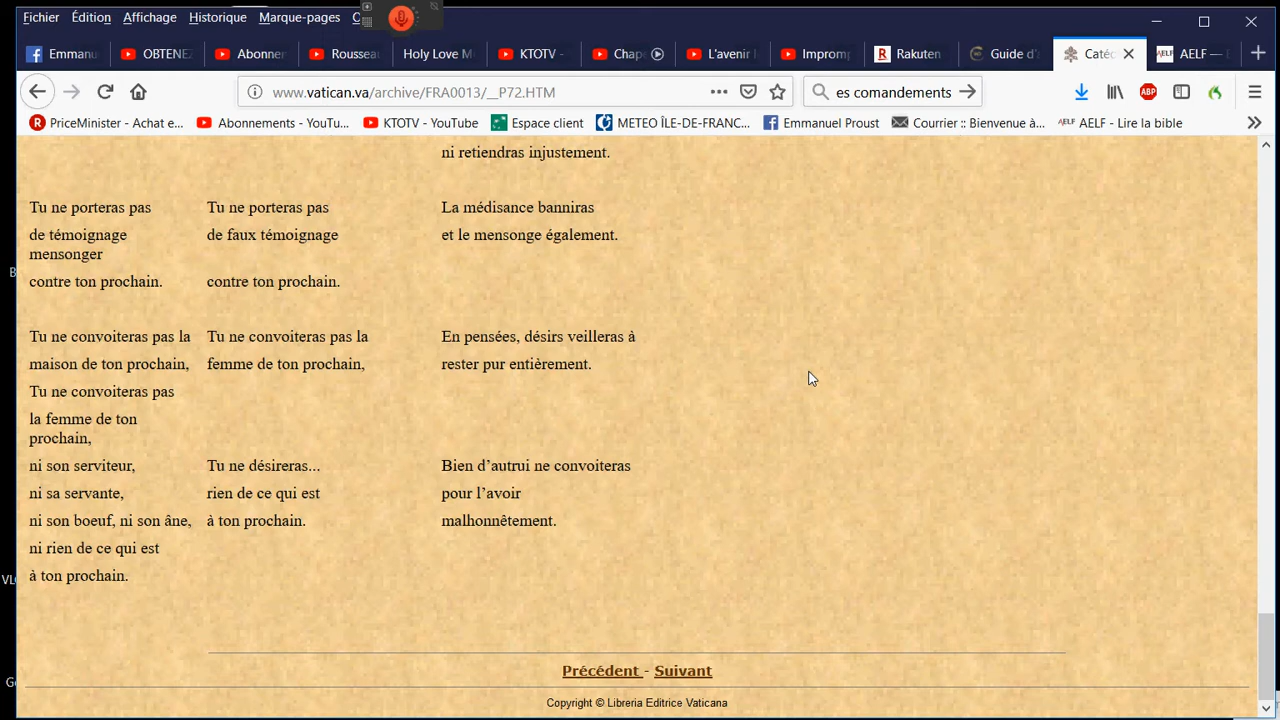 Fichier Édition Affichage Historique Marque-pages
Emmanu
OBTENEZ
Abonnem
Rousseau
Holy Love M
KTOTV -
Chap
L'avenir
Impromp
Rakuten
Guide d'a
Catéc
AELF —
www.vatican.va/archive/FRA0013/__P72.HTM
es comandements
ABP
PriceMinister - Achat e...
Abonnements - YouTu...
KTOTV - YouTube
Espace client
METEO ÎLE-DE-FRANC...
Emmanuel Proust
Courrier :: Bienvenue à...
AELF - Lire la bible
ni retiendras injustement.
Tu ne porteras pas
de témoignage
mensonger
contre ton prochain.
Tu ne porteras pas
de faux témoignage
contre ton prochain.
La médisance banniras
et le mensonge également.
Tu ne convoiteras pas la
maison de ton prochain,
Tu ne convoiteras pas
la femme de ton
prochain,
ni son serviteur,
ni sa servante,
ni son boeuf, ni son âne,
ni rien de ce qui est
à ton prochain.
Tu ne convoiteras pas la
femme de ton prochain,
Tu ne désireras...
rien de ce qui est
à ton prochain.
En pensées, désirs veilleras à
rester pur entièrement.
Bien d’autrui ne convoiteras
pour l’avoir
malhonnêtement.
Précédent - Suivant
Copyright © Libreria Editrice Vaticana